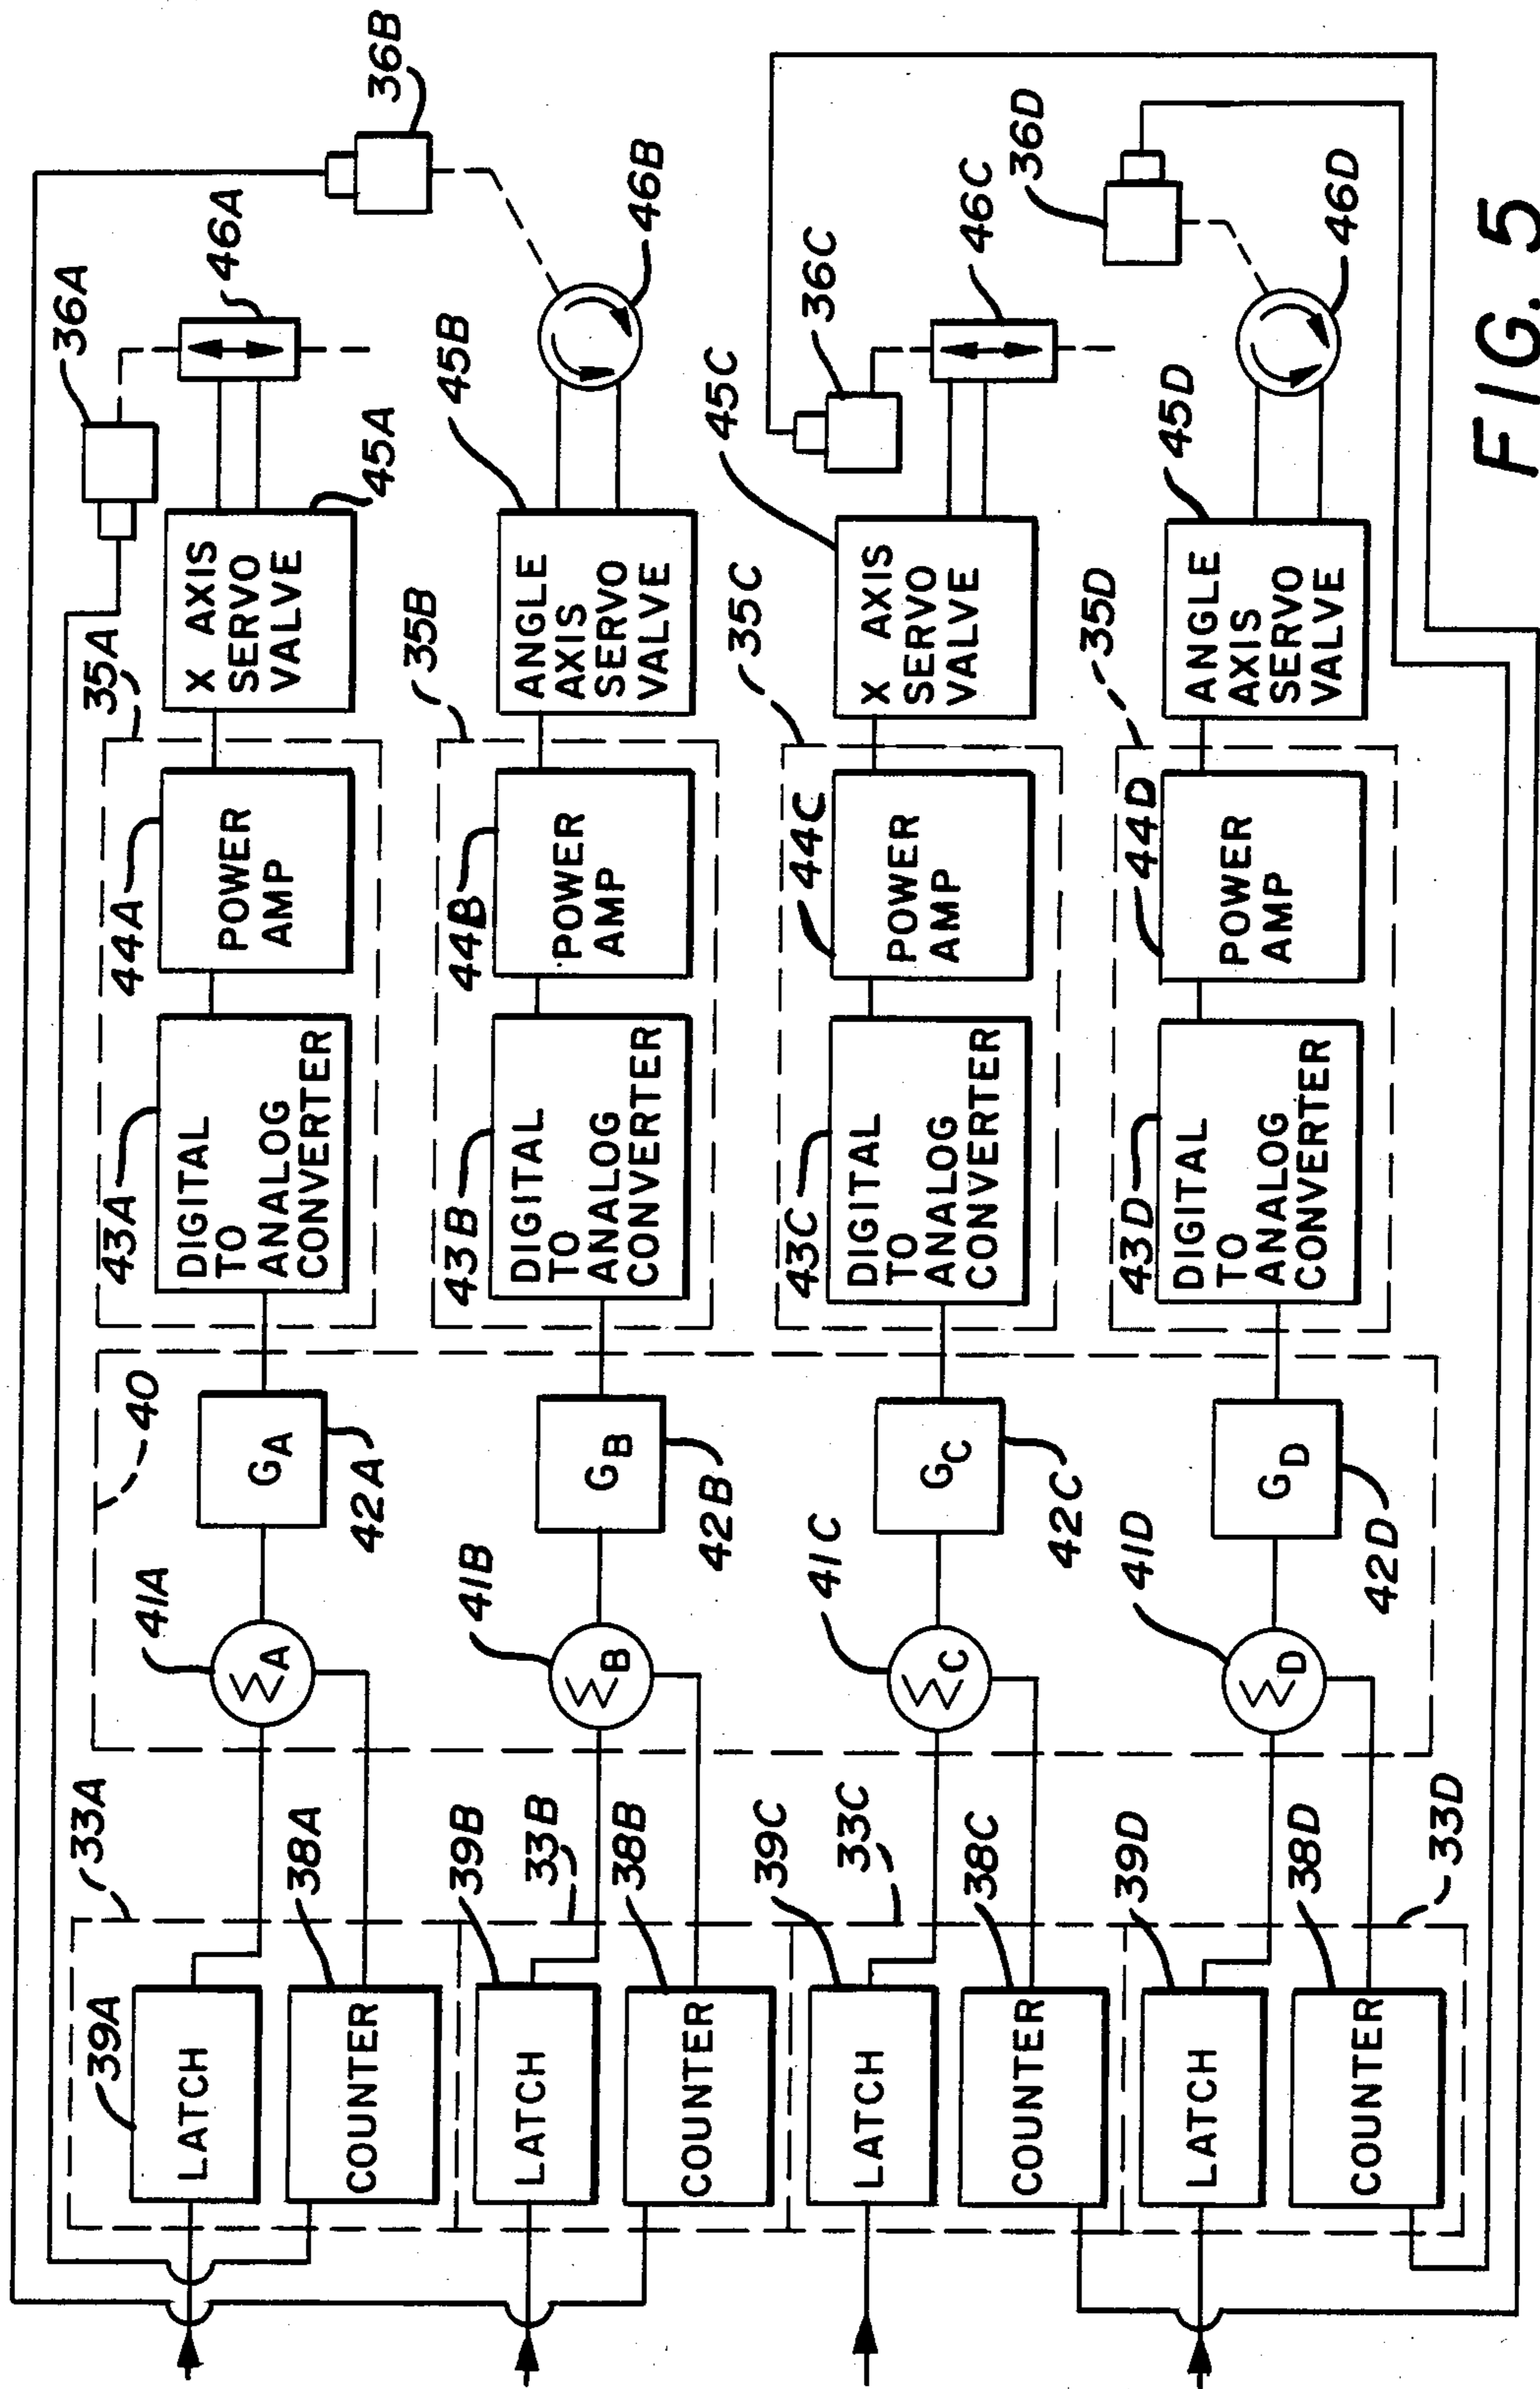 39A
LATCH
33A
38A
COUNTER
41A
ΣA
40
GA
42A
43A
DIGITAL
TO
ANALOG
CONVERTER
44A
POWER
AMP
35A
X AXIS
SERVO
VALVE
45A
36A
46A
36B
39B
LATCH
33B
38B
COUNTER
41B
ΣB
GB
42B
43B
DIGITAL
TO
ANALOG
CONVERTER
44B
POWER
AMP
35B
ANGLE
AXIS
SERVO
VALVE
45B
46B
39C
LATCH
33C
38C
COUNTER
41C
ΣC
GC
42C
43C
DIGITAL
TO
ANALOG
CONVERTER
44C
POWER
AMP
35C
X AXIS
SERVO
VALVE
45C
36C
46C
39D
LATCH
38D
COUNTER
33D
41D
ΣD
GD
42D
43D
DIGITAL
TO
ANALOG
CONVERTER
44D
POWER
AMP
35D
ANGLE
AXIS
SERVO
VALVE
45D
36D
46D
FIG. 5